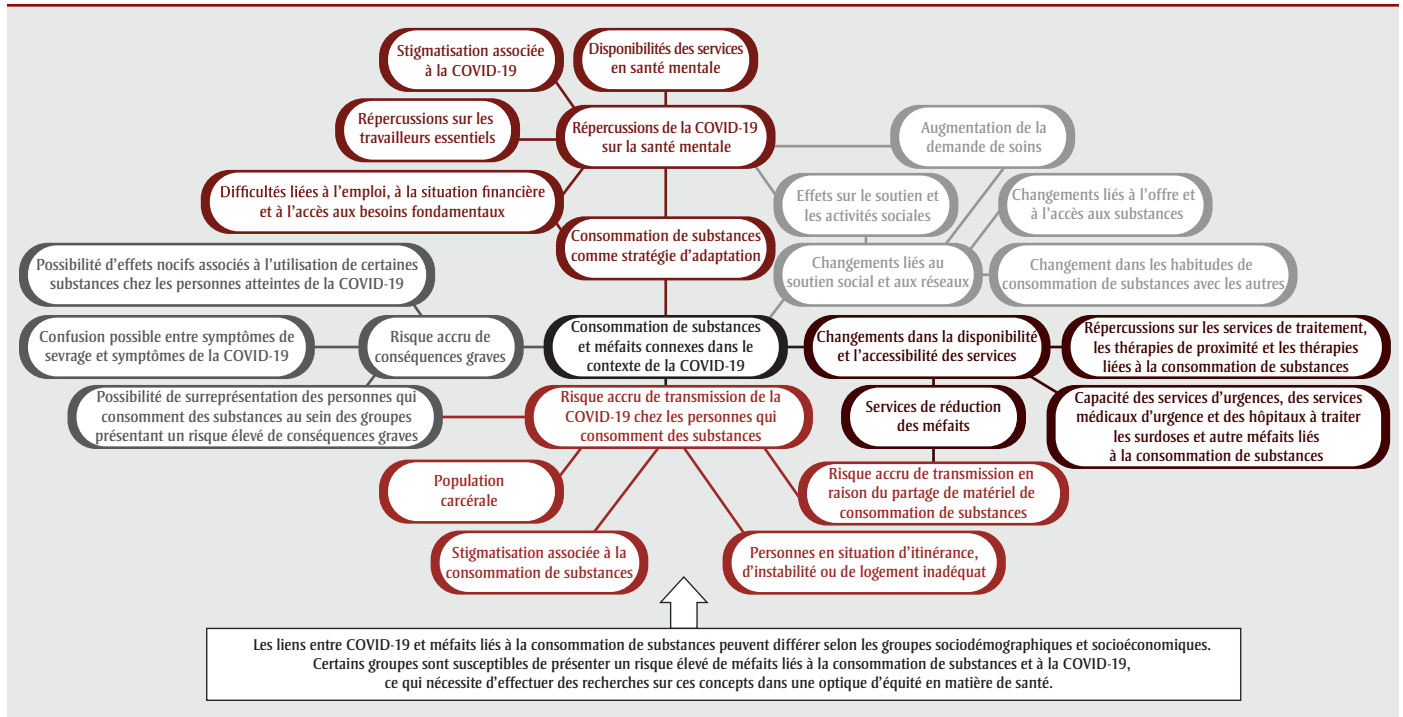 Stigmatisation associée
à la COVID-19
Disponibilités des services
en santé mentale
Répercussions sur les
travailleurs essentiels
Répercussions de la COVID-19
sur la santé mentale
Augmentation de la
demande de soins
Difficultés liées à l'emploi, à la situation financière
et à l'accès aux besoins fondamentaux
Effets sur le soutien et
les activités sociales
Changements liés à l'offre et
à l'accès aux substances
Consommation de substances
comme stratégie d'adaptation
Possibilité d'effets nocifs associés à l'utilisation de certaines
substances chez les personnes atteintes de la COVID-19
Changements liés au
soutien social et aux réseaux
Changement dans les habitudes de
consommation de substances avec les autres
Confusion possible entre symptômes de
sevrage et symptômes de la COVID-19
Risque accru de
conséquences graves
Consommation de substances
et méfaits connexes dans le
contexte de la COVID-19
Changements dans la disponibilité
et l'accessibilité des services
Répercussions sur les services de traitement,
les thérapies de proximité et les thérapies
liées à la consommation de substances
Possibilité de surreprésentation des personnes qui
consomment des substances au sein des groupes
présentant un risque élevé de conséquences graves
Risque accru de transmission de la
COVID-19 chez les personnes qui
consomment des substances
Services de réduction
des méfaits
Capacité des services d'urgences, des services
médicaux d'urgence et des hôpitaux à traiter
les surdoses et autre méfaits liés
à la consommation de substances
Population
carcérale
Risque accru de transmission en
raison du partage de matériel de
consommation de substances
Stigmatisation associée à la
consommation de substances
Personnes en situation d'itinérance,
d'instabilité ou de logement inadéquat
Les liens entre COVID-19 et méfaits liés à la consommation de substances peuvent différer selon les groupes sociodémographiques et socioéconomiques.
Certains groupes sont susceptibles de présenter un risque élevé de méfaits liés à la consommation de substances et à la COVID-19,
ce qui nécessite d'effectuer des recherches sur ces concepts dans une optique d'équité en matière de santé.